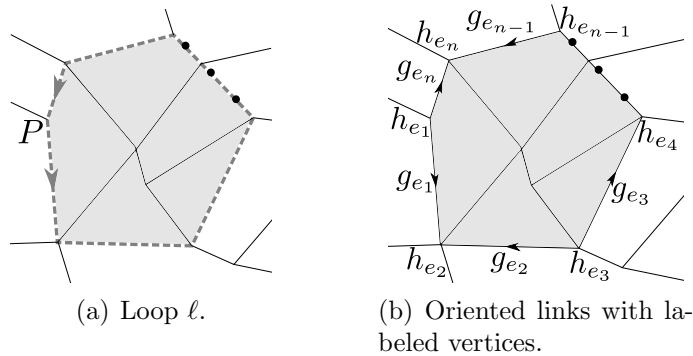 P
(a) Loop ℓ.
g_{e_{n−1}}
h_{e_{n−1}}
h_{e_n}
g_{e_n}
h_{e_1}
h_{e_4}
g_{e_1}
g_{e_3}
h_{e_2}
g_{e_2}
h_{e_3}
(b) Oriented links with la-
beled vertices.